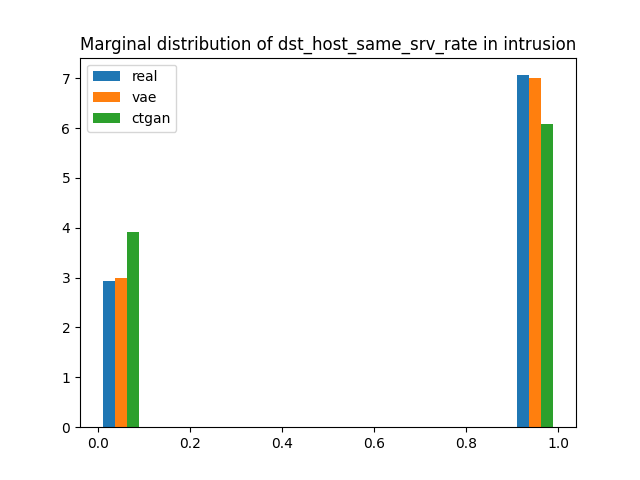 Marginal distribution of dst_host_same_srv_rate in intrusion
real
vae
ctgan
7
6
5
4
3
2
1
0
0.0 0.2 0.4 0.6 0.8 1.0